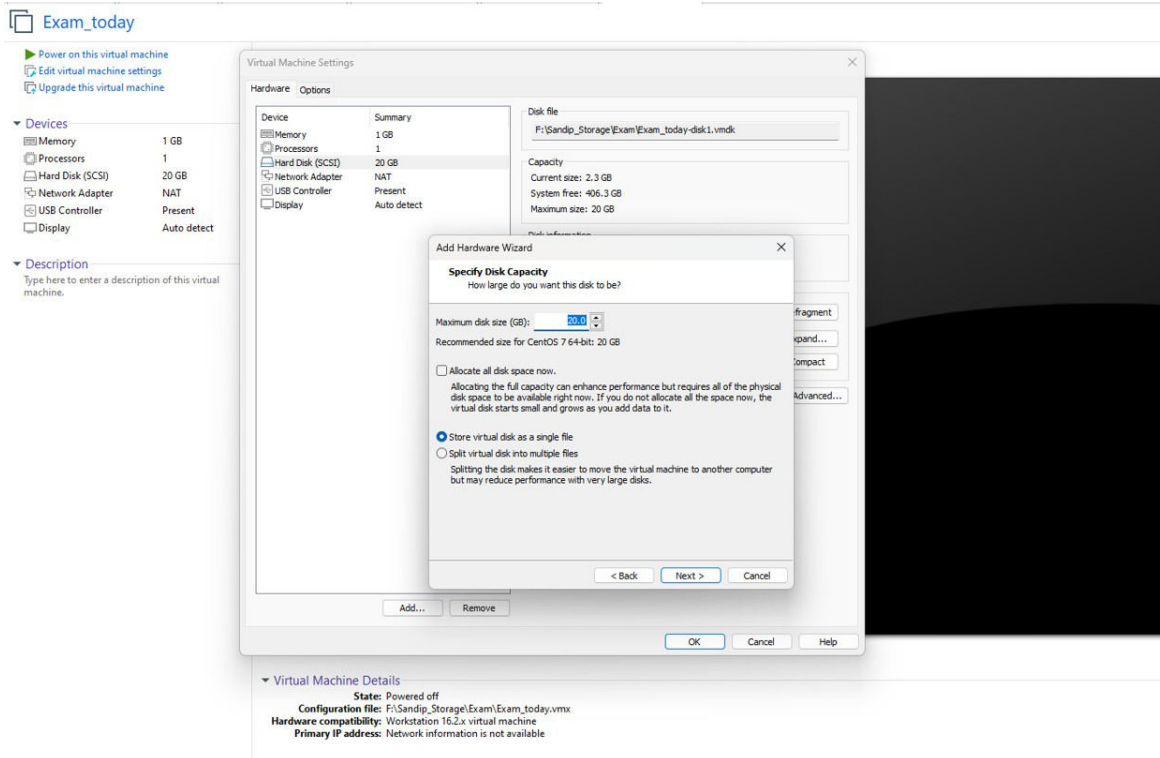 Exam_today
Power on this virtual machine
Edit virtual machine settings
Upgrade this virtual machine
Devices
Memory 1 GB
Processors 1
Hard Disk (SCSI) 20 GB
Network Adapter NAT
USB Controller Present
Display Auto detect
Description
Type here to enter a description of this virtual
machine.
Virtual Machine Settings
Hardware Options
Device Summary
Memory 1 GB
Processors 1
Hard Disk (SCSI) 20 GB
Network Adapter NAT
USB Controller Present
Display Auto detect
Disk file
F:\Sandip_Storage\Exam\Exam_today-disk1.vmdk
Capacity
Current size: 2.3 GB
System free: 406.3 GB
Maximum size: 20 GB
Disk information
fragment
xpand...
Compact
Advanced...
Add Hardware Wizard
Specify Disk Capacity
How large do you want this disk to be?
Maximum disk size (GB): 20.0
Recommended size for CentOS 7 64-bit: 20 GB
Allocate all disk space now.
Allocating the full capacity can enhance performance but requires all of the physical
disk space to be available right now. If you do not allocate all the space now, the
virtual disk starts small and grows as you add data to it.
Store virtual disk as a single file
Split virtual disk into multiple files
Splitting the disk makes it easier to move the virtual machine to another computer
but may reduce performance with very large disks.
< Back Next > Cancel
Add... Remove
OK Cancel Help
Virtual Machine Details
State: Powered off
Configuration file: F:\Sandip_Storage\Exam\Exam_today.vmx
Hardware compatibility: Workstation 16.2.x virtual machine
Primary IP address: Network information is not available